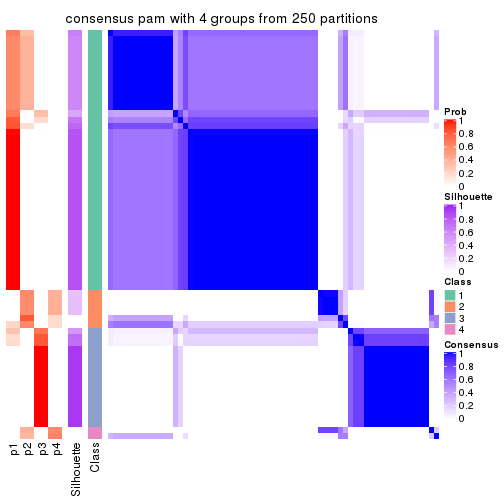 consensus pam with 4 groups from 250 partitions
Prob
1
0.8
0.6
0.4
0.2
0
Silhouette
1
0.8
0.6
0.4
0.2
0
Class
1
2
3
4
Consensus
1
0.8
0.6
0.4
0.2
0
p1
p2
p3
p4
Silhouette
Class